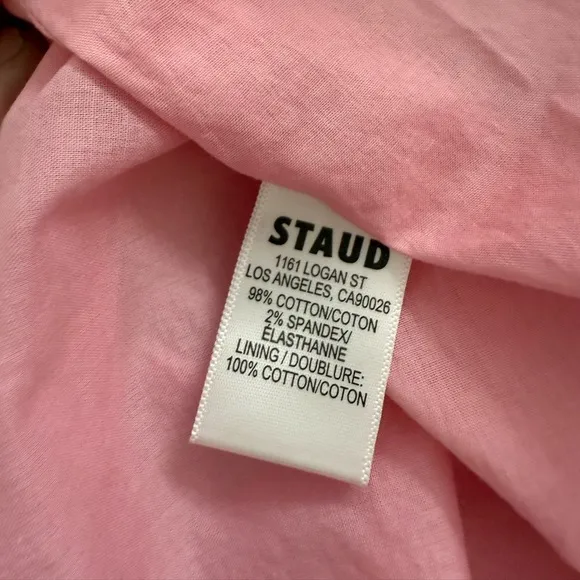 STAUD
1161 LOGAN ST
LOS ANGELES, CA90026
98% COTTON/COTON
2% SPANDEX/
ÉLASTHANNE
LINING / DOUBLURE:
100% COTTON/COTON